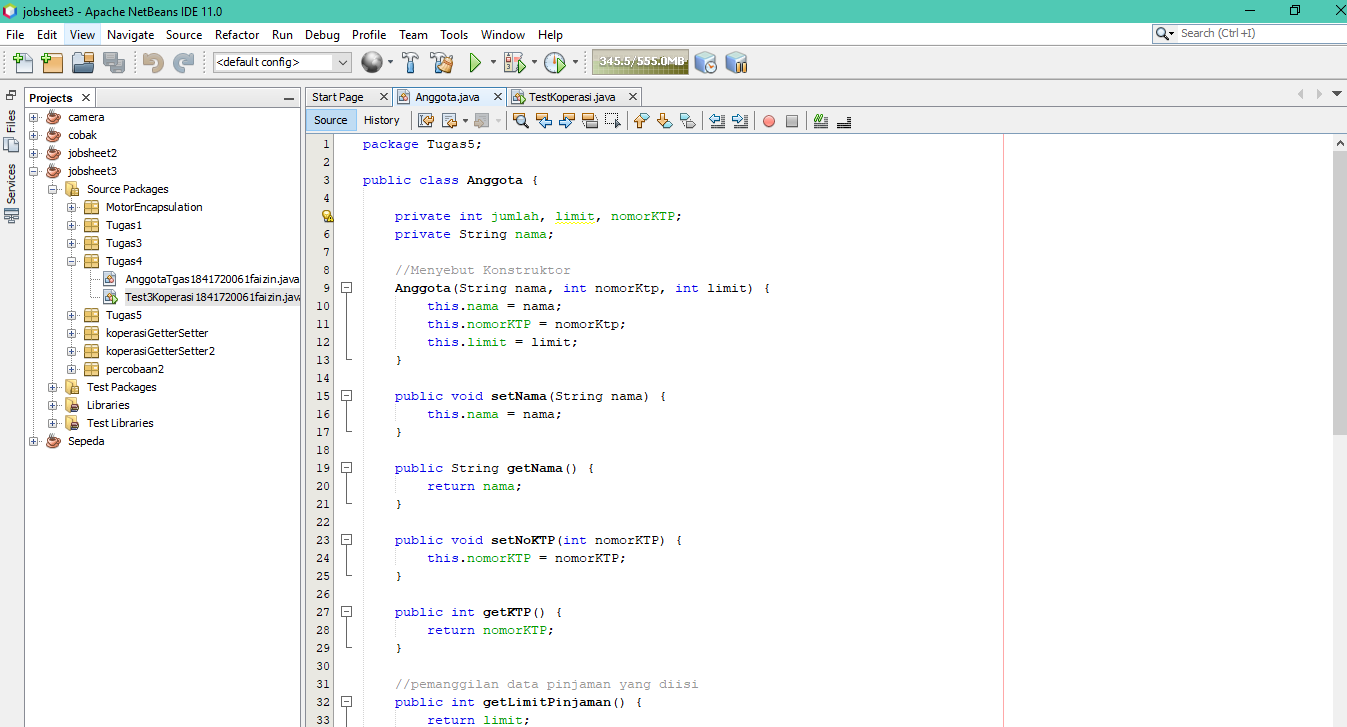 jobsheet3 - Apache NetBeans IDE 11.0
File Edit View Navigate Source Refactor Run Debug Profile Team Tools Window Help
Search (Ctrl+I)
<default config>
345.5/555.0MB
Files
Services
Projects
camera
cobak
jobsheet2
jobsheet3
Source Packages
MotorEncapsulation
Tugas1
Tugas3
Tugas4
AnggotaTgas1841720061faizin.java
Test3Koperasi1841720061faizin.java
Tugas5
koperasiGetterSetter
koperasiGetterSetter2
percobaan2
Test Packages
Libraries
Test Libraries
Sepeda
Start Page Anggota.java TestKoperasi.java
Source History
1 package Tugas5;
2
3 public class Anggota {
4
private int jumlah, limit, nomorKTP;
6 private String nama;
7
8 //Menyebut Konstruktor
9 Anggota(String nama, int nomorKtp, int limit) {
10 this.nama = nama;
11 this.nomorKTP = nomorKtp;
12 this.limit = limit;
13 }
14
15 public void setNama(String nama) {
16 this.nama = nama;
17 }
18
19 public String getNama() {
20 return nama;
21 }
22
23 public void setNoKTP(int nomorKTP) {
24 this.nomorKTP = nomorKTP;
25 }
26
27 public int getKTP() {
28 return nomorKTP;
29 }
30
31 //pemanggilan data pinjaman yang diisi
32 public int getLimitPinjaman() {
33 return limit;